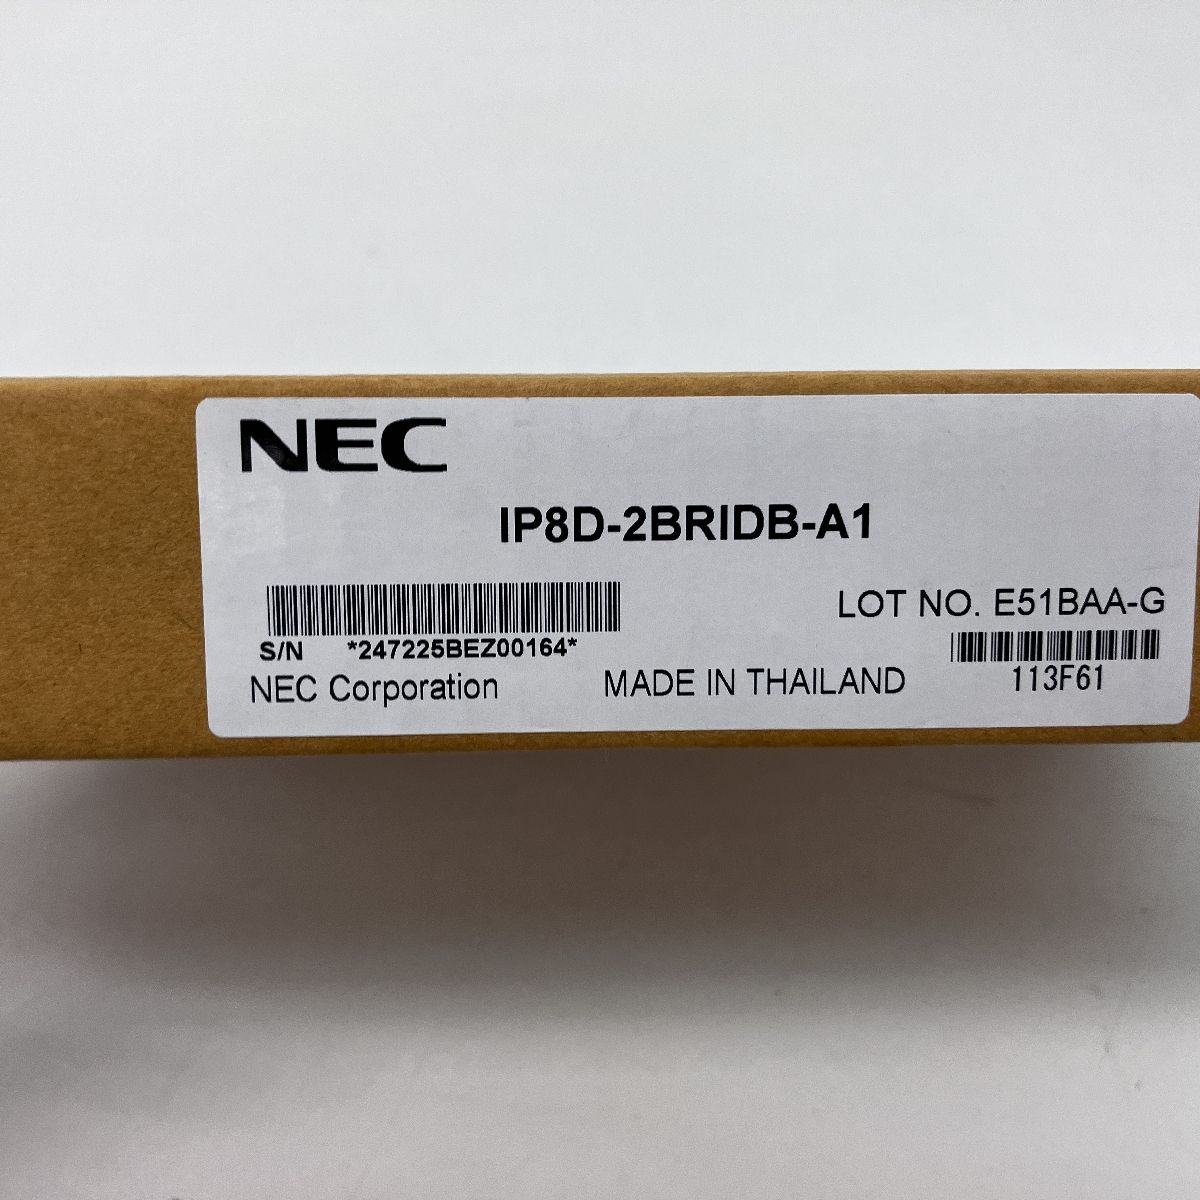 NEC
IP8D-2BRIDB-A1
LOT NO. E51BAA-G
S/N *247225BEZ00164*
113F61
NEC Corporation MADE IN THAILAND